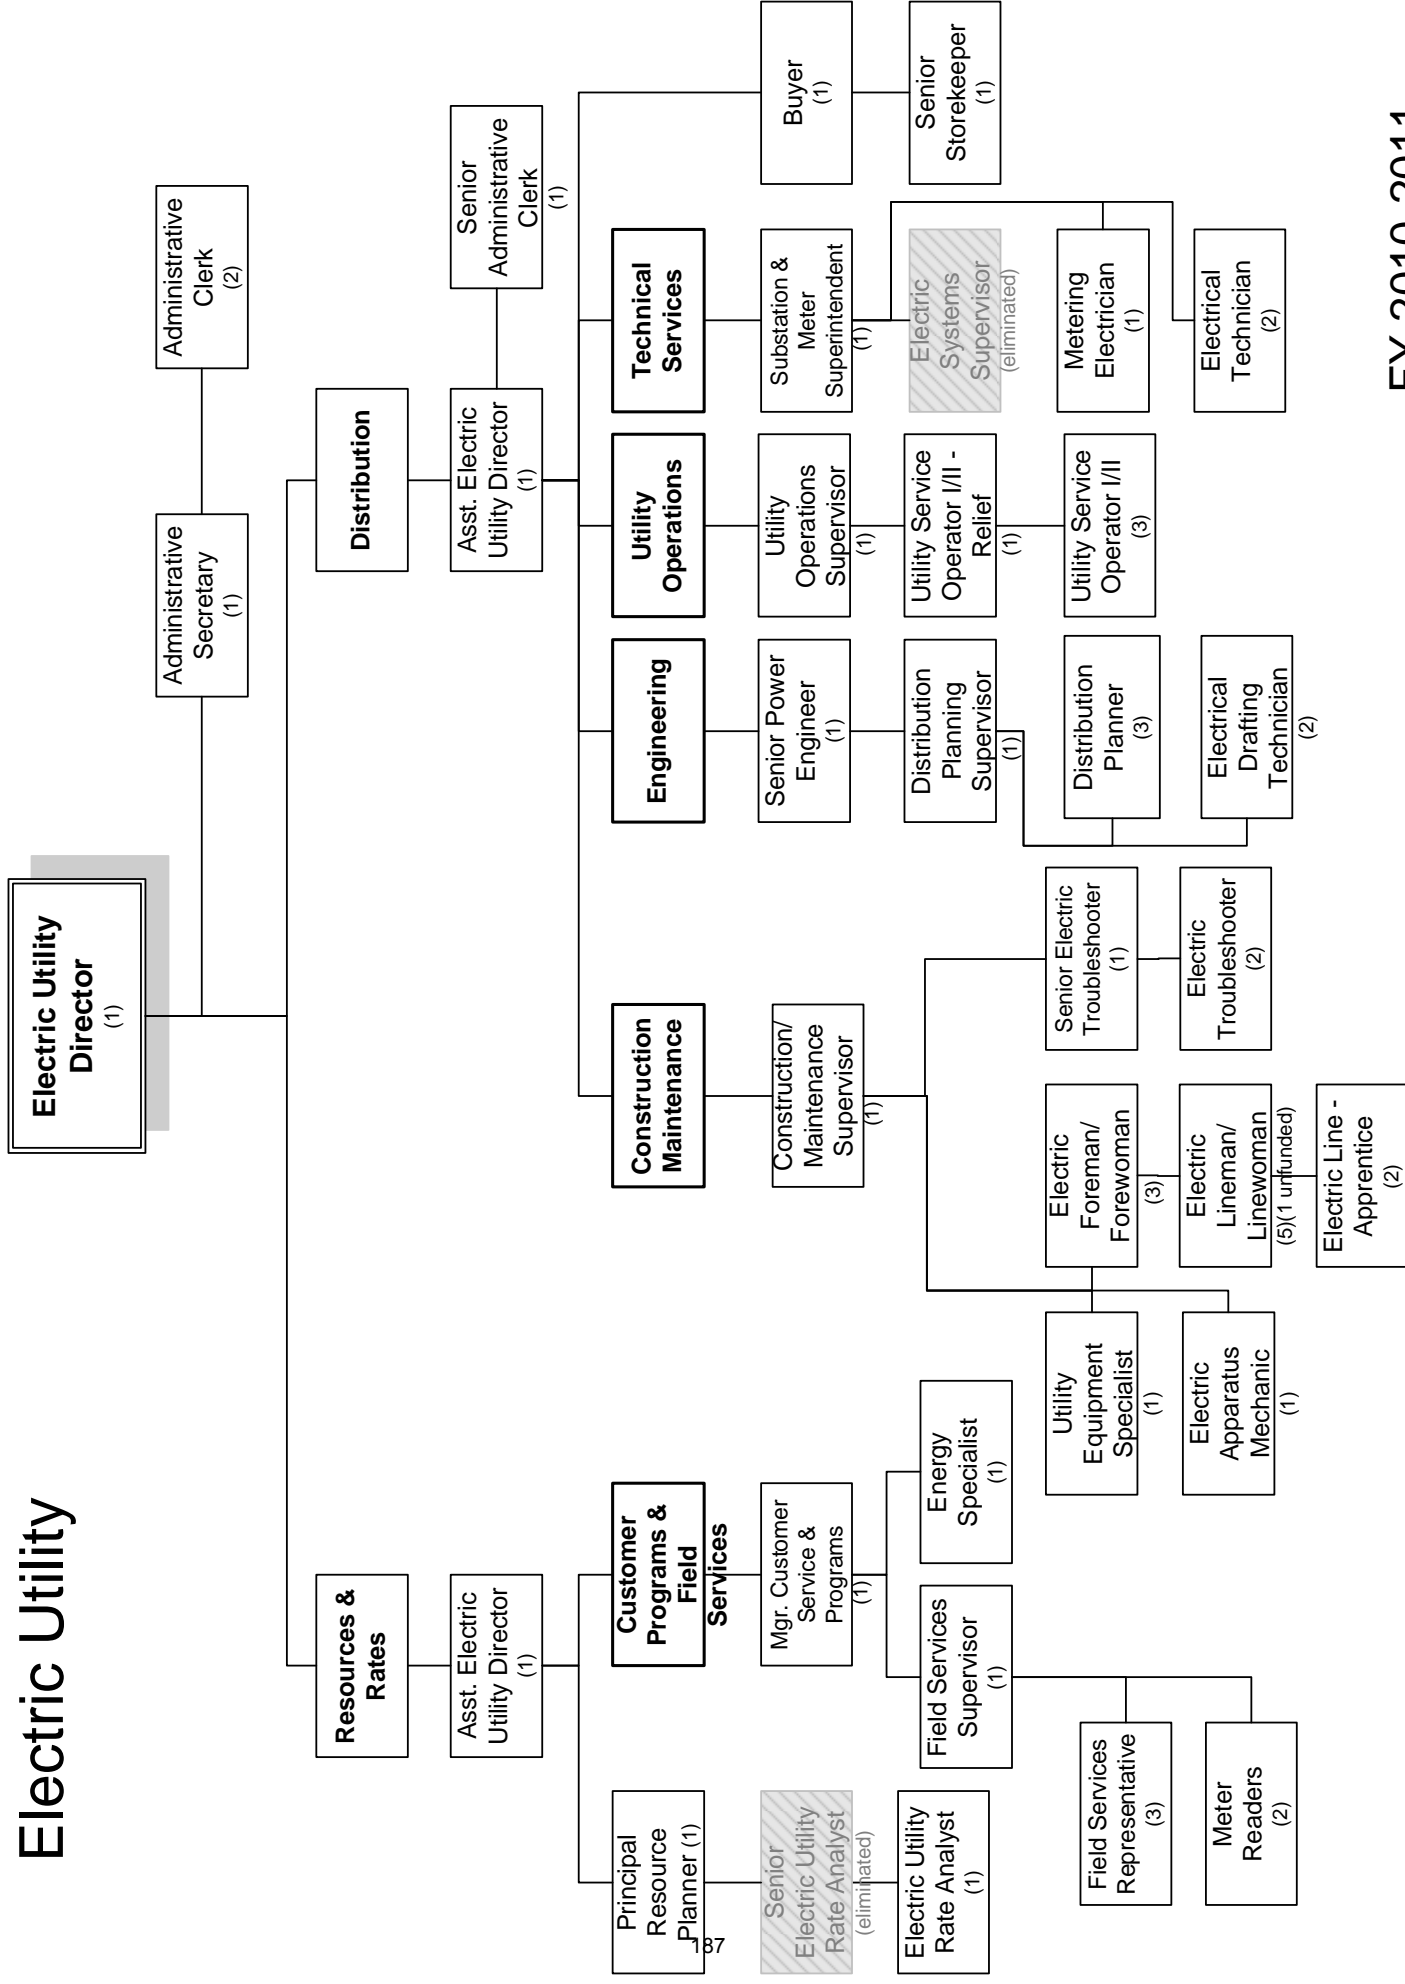 Electric Utility
Electric Utility
Director
(1)
Administrative
Secretary
(1)
Administrative
Clerk
(2)
Resources &
Rates
Distribution
Asst. Electric
Utility Director
(1)
Asst. Electric
Utility Director
(1)
Senior
Administrative
Clerk
(1)
Principal
Resource
Planner (1)
Senior
Electric Utility
Rate Analyst
(eliminated)
Electric Utility
Rate Analyst
(1)
Customer
Programs &
Field
Services
Mgr. Customer
Service &
Programs
(1)
Field Services
Supervisor
(1)
Energy
Specialist
(1)
Field Services
Representative
(3)
Meter
Readers
(2)
Construction
Maintenance
Construction/
Maintenance
Supervisor
(1)
Utility
Equipment
Specialist
(1)
Electric
Apparatus
Mechanic
(1)
Electric
Foreman/
Forewoman
(3)
Electric
Lineman/
Linewoman
(5)(1 unfunded)
Electric Line -
Apprentice
(2)
Senior Electric
Troubleshooter
(1)
Electric
Troubleshooter
(2)
Engineering
Senior Power
Engineer
(1)
Distribution
Planning
Supervisor
(1)
Distribution
Planner
(3)
Electrical
Drafting
Technician
(2)
Utility
Operations
Utility
Operations
Supervisor
(1)
Utility Service
Operator I/II -
Relief
(1)
Utility Service
Operator I/II
(3)
Technical
Services
Substation &
Meter
Superintendent
(1)
Electric
Systems
Supervisor
(eliminated)
Metering
Electrician
(1)
Electrical
Technician
(2)
Buyer
(1)
Senior
Storekeeper
(1)
FY 2010-2011
187